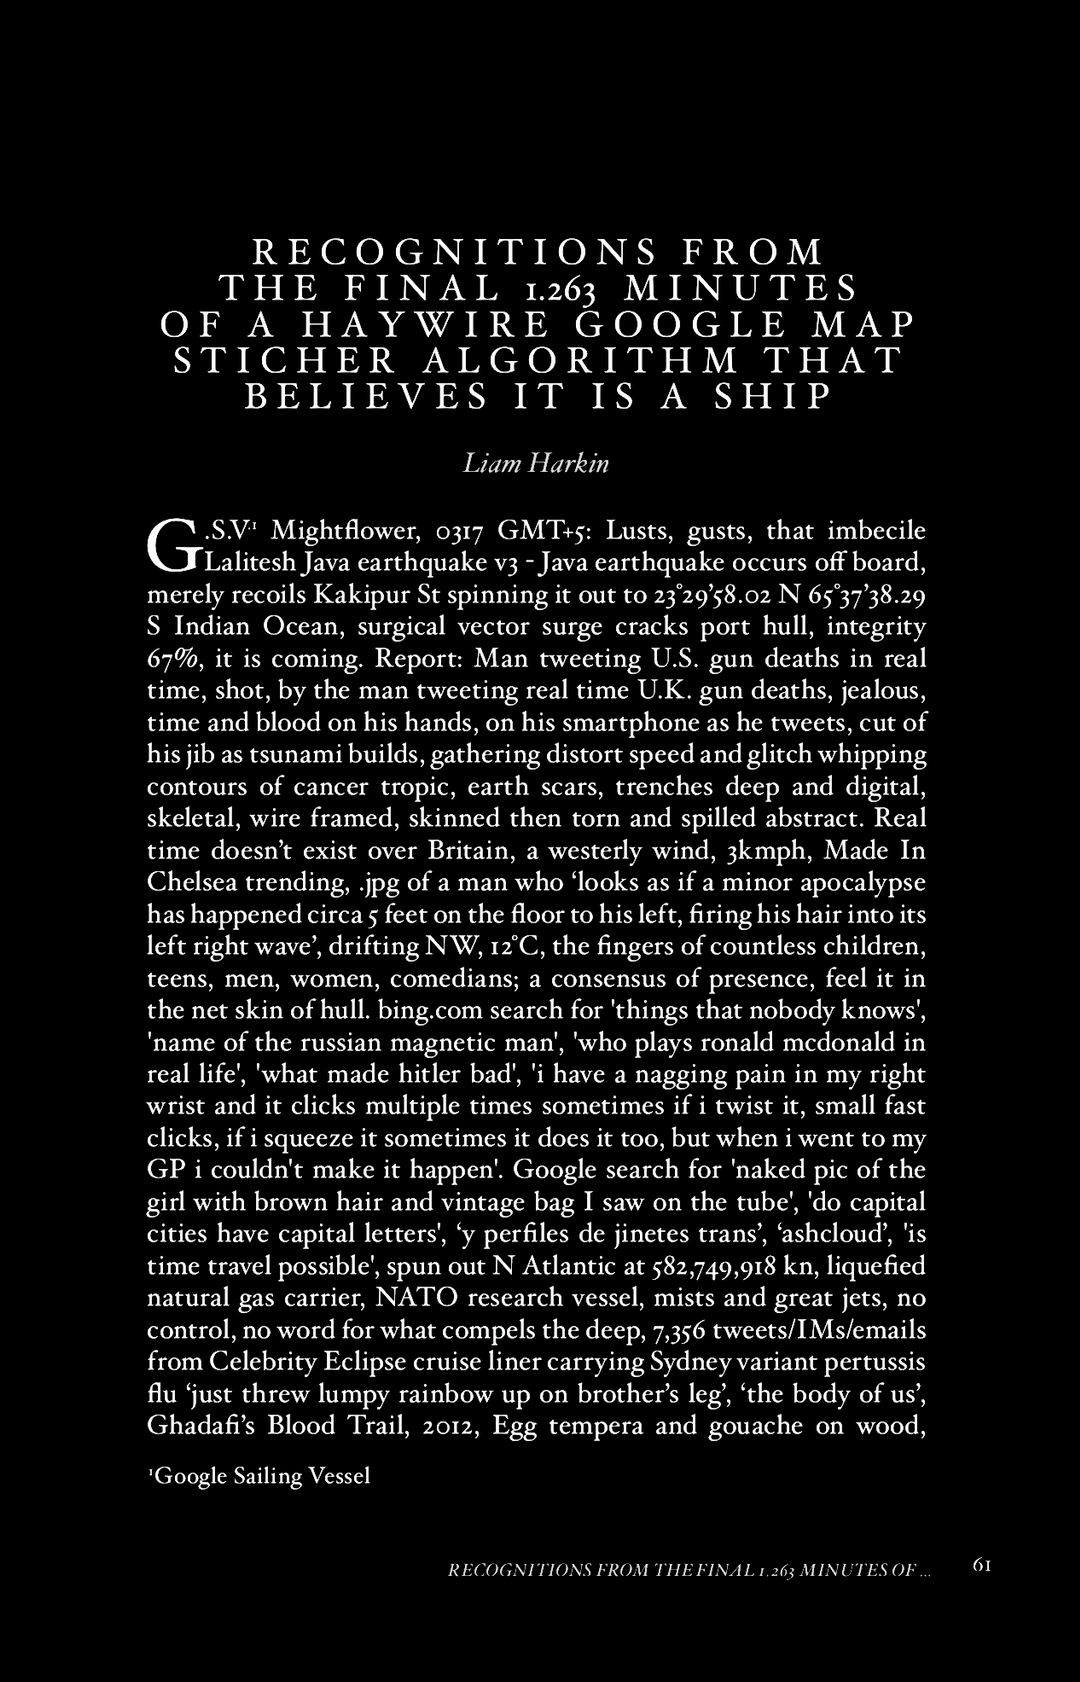 RECOGNITIONS FROM
THE FINAL 1.263 MINUTES
OF A HAYWIRE GOOGLE MAP
STICHER ALGORITHM THAT
BELIEVES IT IS A SHIP
Liam Harkin
G.S.V.¹ Mightflower, 0317 GMT+5: Lusts, gusts, that imbecile
Lalitesh Java earthquake v3 - Java earthquake occurs off board,
merely recoils Kakipur St spinning it out to 23°29’58.02 N 65°37’38.29
S Indian Ocean, surgical vector surge cracks port hull, integrity
67%, it is coming. Report: Man tweeting U.S. gun deaths in real
time, shot, by the man tweeting real time U.K. gun deaths, jealous,
time and blood on his hands, on his smartphone as he tweets, cut of
his jib as tsunami builds, gathering distort speed and glitch whipping
contours of cancer tropic, earth scars, trenches deep and digital,
skeletal, wire framed, skinned then torn and spilled abstract. Real
time doesn’t exist over Britain, a westerly wind, 3kmph, Made In
Chelsea trending, .jpg of a man who ‘looks as if a minor apocalypse
has happened circa 5 feet on the floor to his left, firing his hair into its
left right wave’, drifting NW, 12°C, the fingers of countless children,
teens, men, women, comedians; a consensus of presence, feel it in
the net skin of hull. bing.com search for 'things that nobody knows',
'name of the russian magnetic man', 'who plays ronald mcdonald in
real life', 'what made hitler bad', 'i have a nagging pain in my right
wrist and it clicks multiple times sometimes if i twist it, small fast
clicks, if i squeeze it sometimes it does it too, but when i went to my
GP i couldn't make it happen'. Google search for 'naked pic of the
girl with brown hair and vintage bag I saw on the tube', 'do capital
cities have capital letters', ‘y perfiles de jinetes trans’, ‘ashcloud’, 'is
time travel possible', spun out N Atlantic at 582,749,918 kn, liquefied
natural gas carrier, NATO research vessel, mists and great jets, no
control, no word for what compels the deep, 7,356 tweets/IMs/emails
from Celebrity Eclipse cruise liner carrying Sydney variant pertussis
flu ‘just threw lumpy rainbow up on brother’s leg’, ‘the body of us’,
Ghadafi’s Blood Trail, 2012, Egg tempera and gouache on wood,
¹Google Sailing Vessel
RECOGNITIONS FROM THE FINAL 1.263 MINUTES OF ... 61